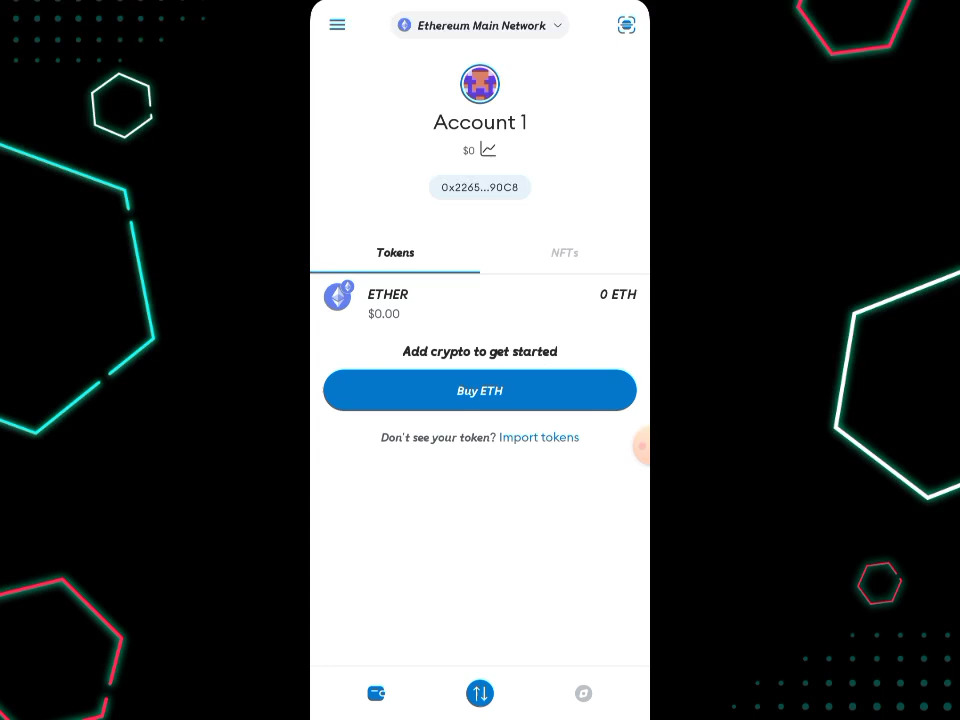 Ethereum Main Network
Account 1
$0
0x2265...90C8
Tokens
NFTs
ETHER
0 ETH
$0.00
Add crypto to get started
Buy ETH
Don't see your token? Import tokens